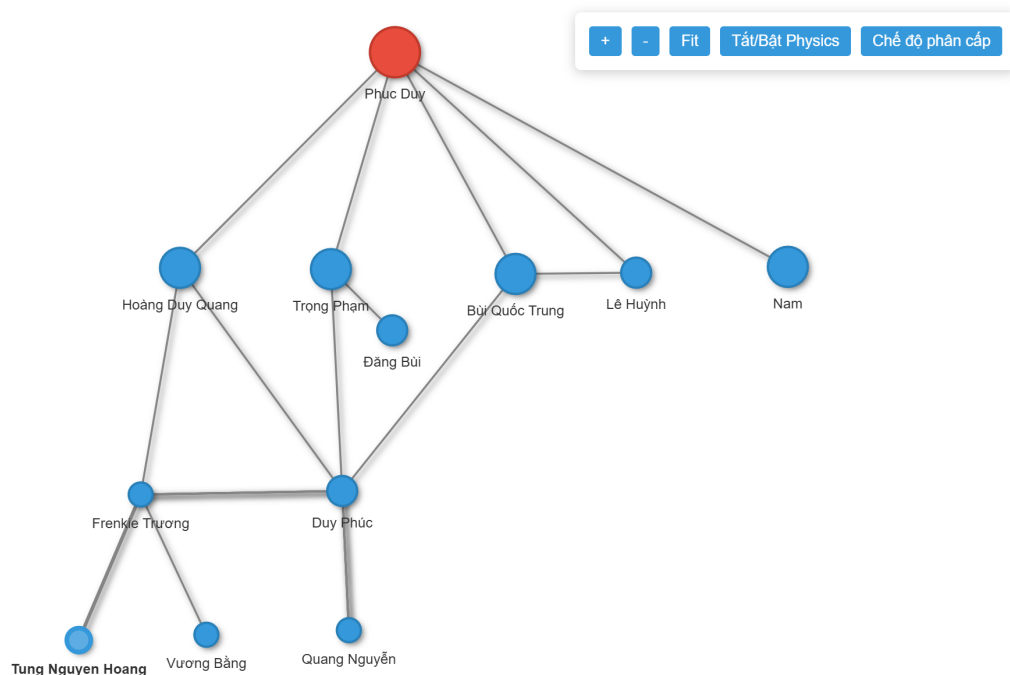 + - Fit Tắt/Bật Physics Chế độ phân cấp
Phuc Duy
Hoàng Duy Quang
Trọng Phạm
Bùi Quốc Trung
Lê Huỳnh
Nam
Đăng Bùi
Frenkie Trương
Duy Phúc
Tung Nguyen Hoang
Vương Bằng
Quang Nguyễn